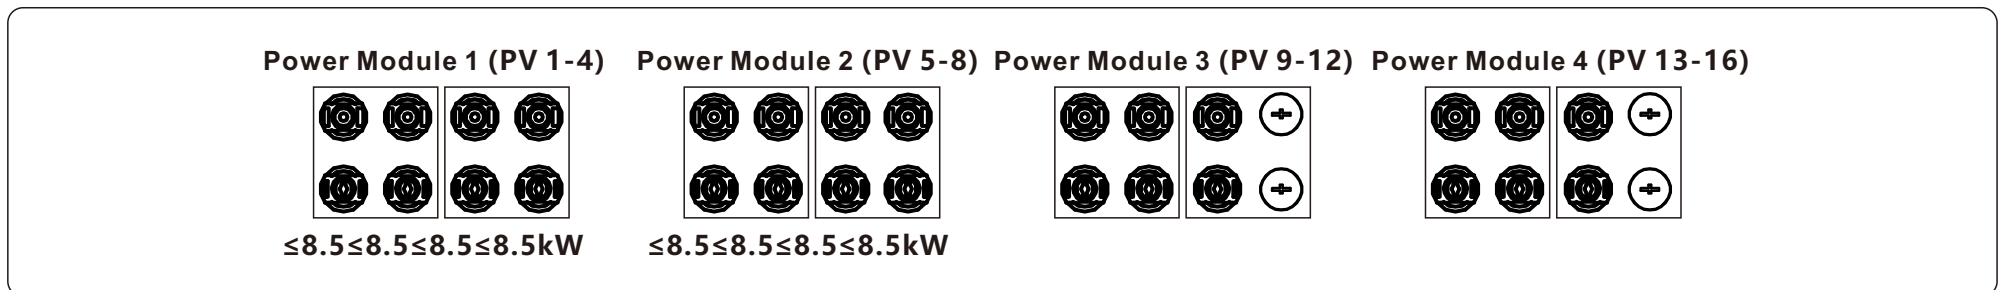 Power Module 1 (PV 1-4) Power Module 2 (PV 5-8) Power Module 3 (PV 9-12) Power Module 4 (PV 13-16)
≤8.5≤8.5≤8.5≤8.5kW ≤8.5≤8.5≤8.5≤8.5kW